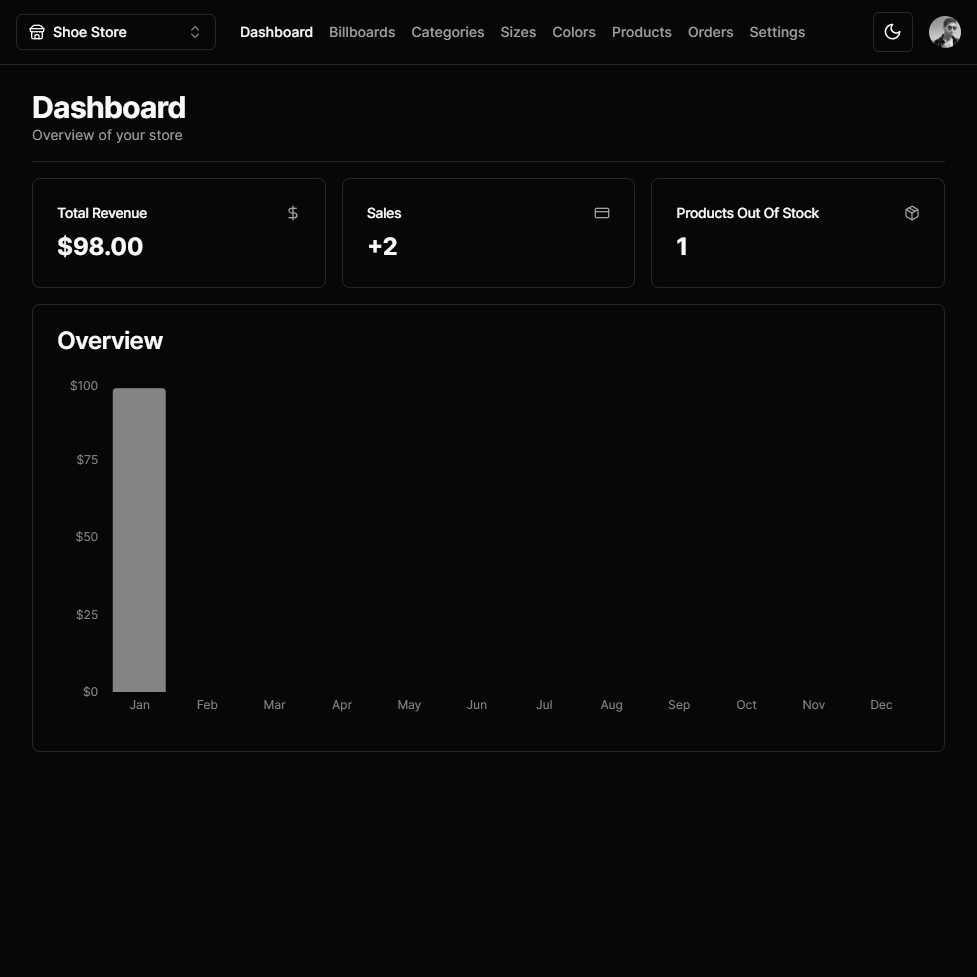 Shoe Store
Dashboard Billboards Categories Sizes Colors Products Orders Settings
Dashboard
Overview of your store
Total Revenue
$98.00
Sales
+2
Products Out Of Stock
1
Overview
$100
$75
$50
$25
$0
Jan Feb Mar Apr May Jun Jul Aug Sep Oct Nov Dec